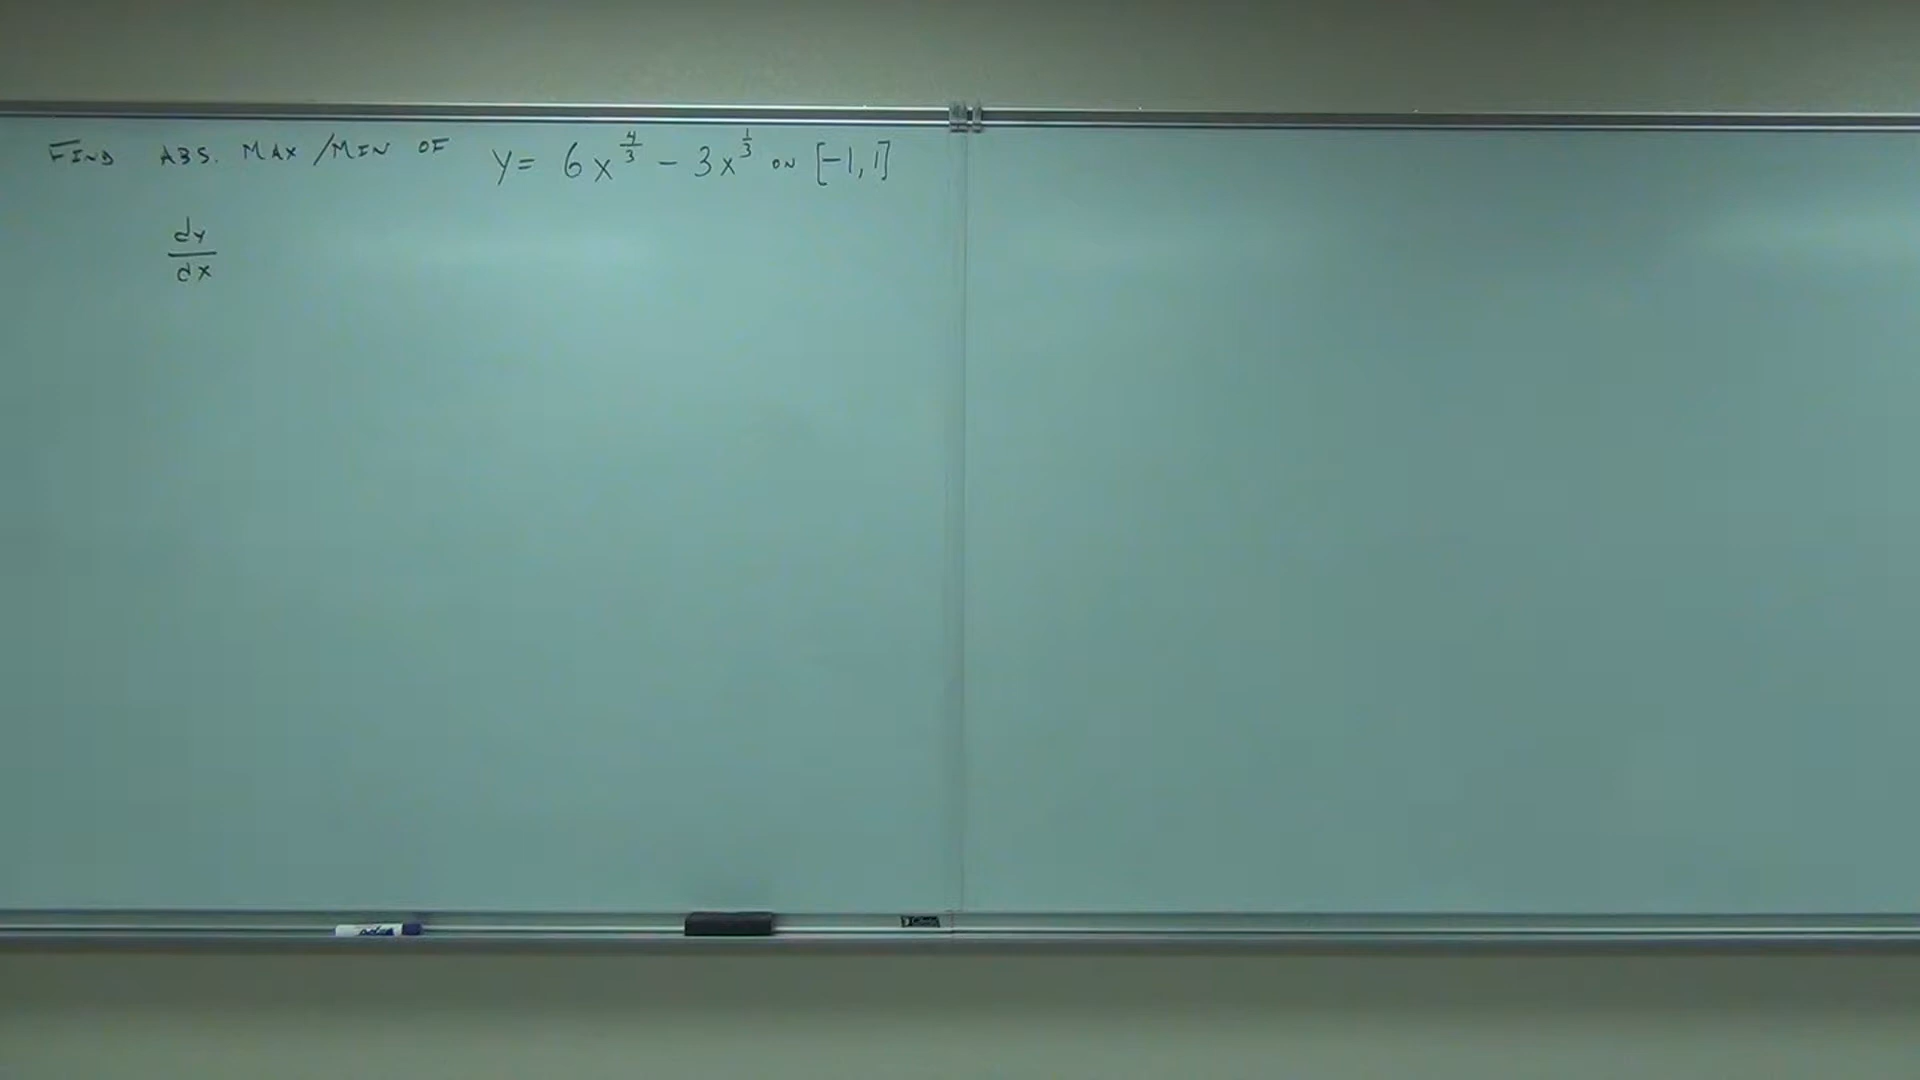 FIND ABS. MAX/MIN OF y = 6x^{4/3} - 3x^{1/3} ON [-1,1]
dy
dx